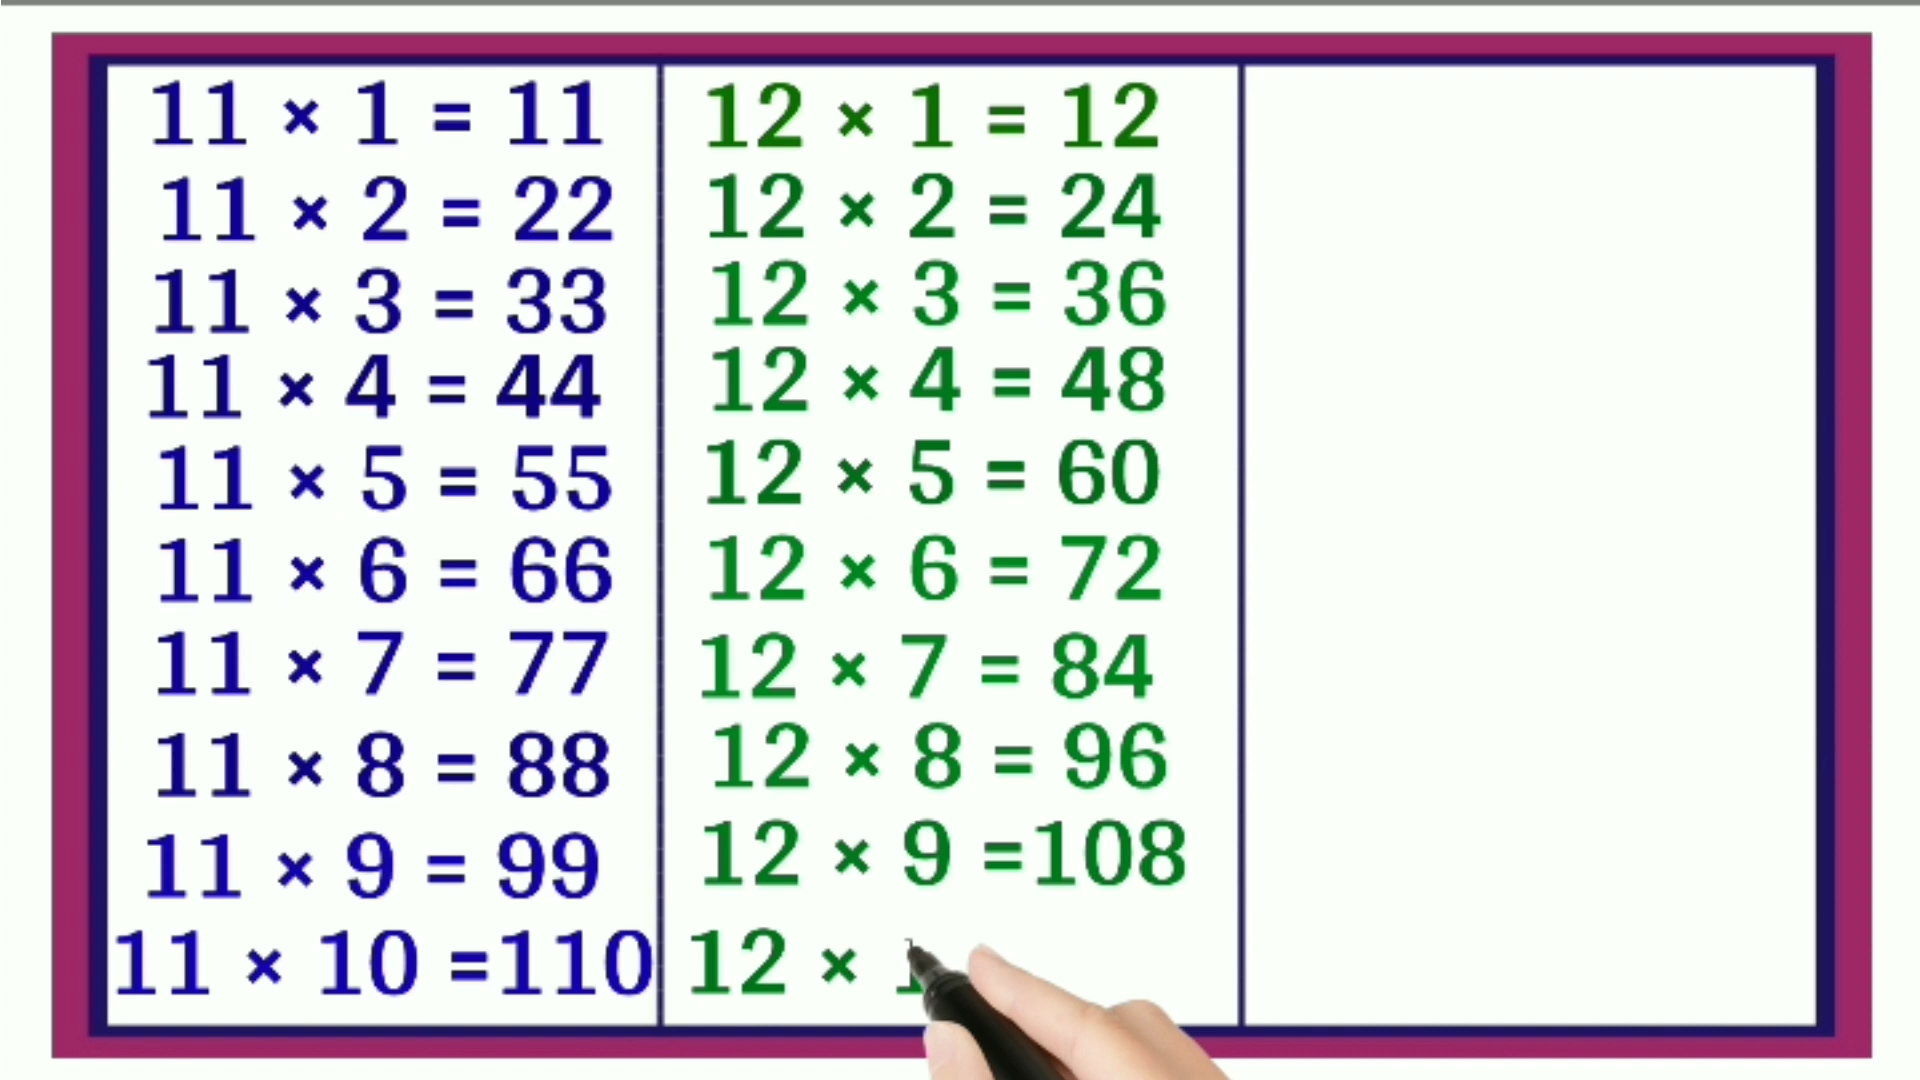 11 × 1 = 11
11 × 2 = 22
11 × 3 = 33
11 × 4 = 44
11 × 5 = 55
11 × 6 = 66
11 × 7 = 77
11 × 8 = 88
11 × 9 = 99
11 × 10 =110
12 × 1 = 12
12 × 2 = 24
12 × 3 = 36
12 × 4 = 48
12 × 5 = 60
12 × 6 = 72
12 × 7 = 84
12 × 8 = 96
12 × 9 =108
12 ×